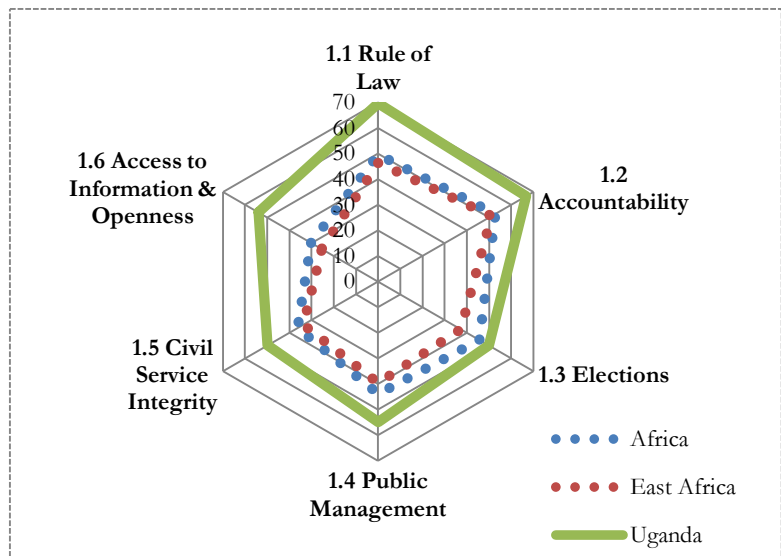 1.1 Rule of
Law
70
60
50
40
30
20
10
0
1.2
Accountability
1.3 Elections
1.4 Public
Management
1.5 Civil
Service
Integrity
1.6 Access to
Information &
Openness
Africa
East Africa
Uganda